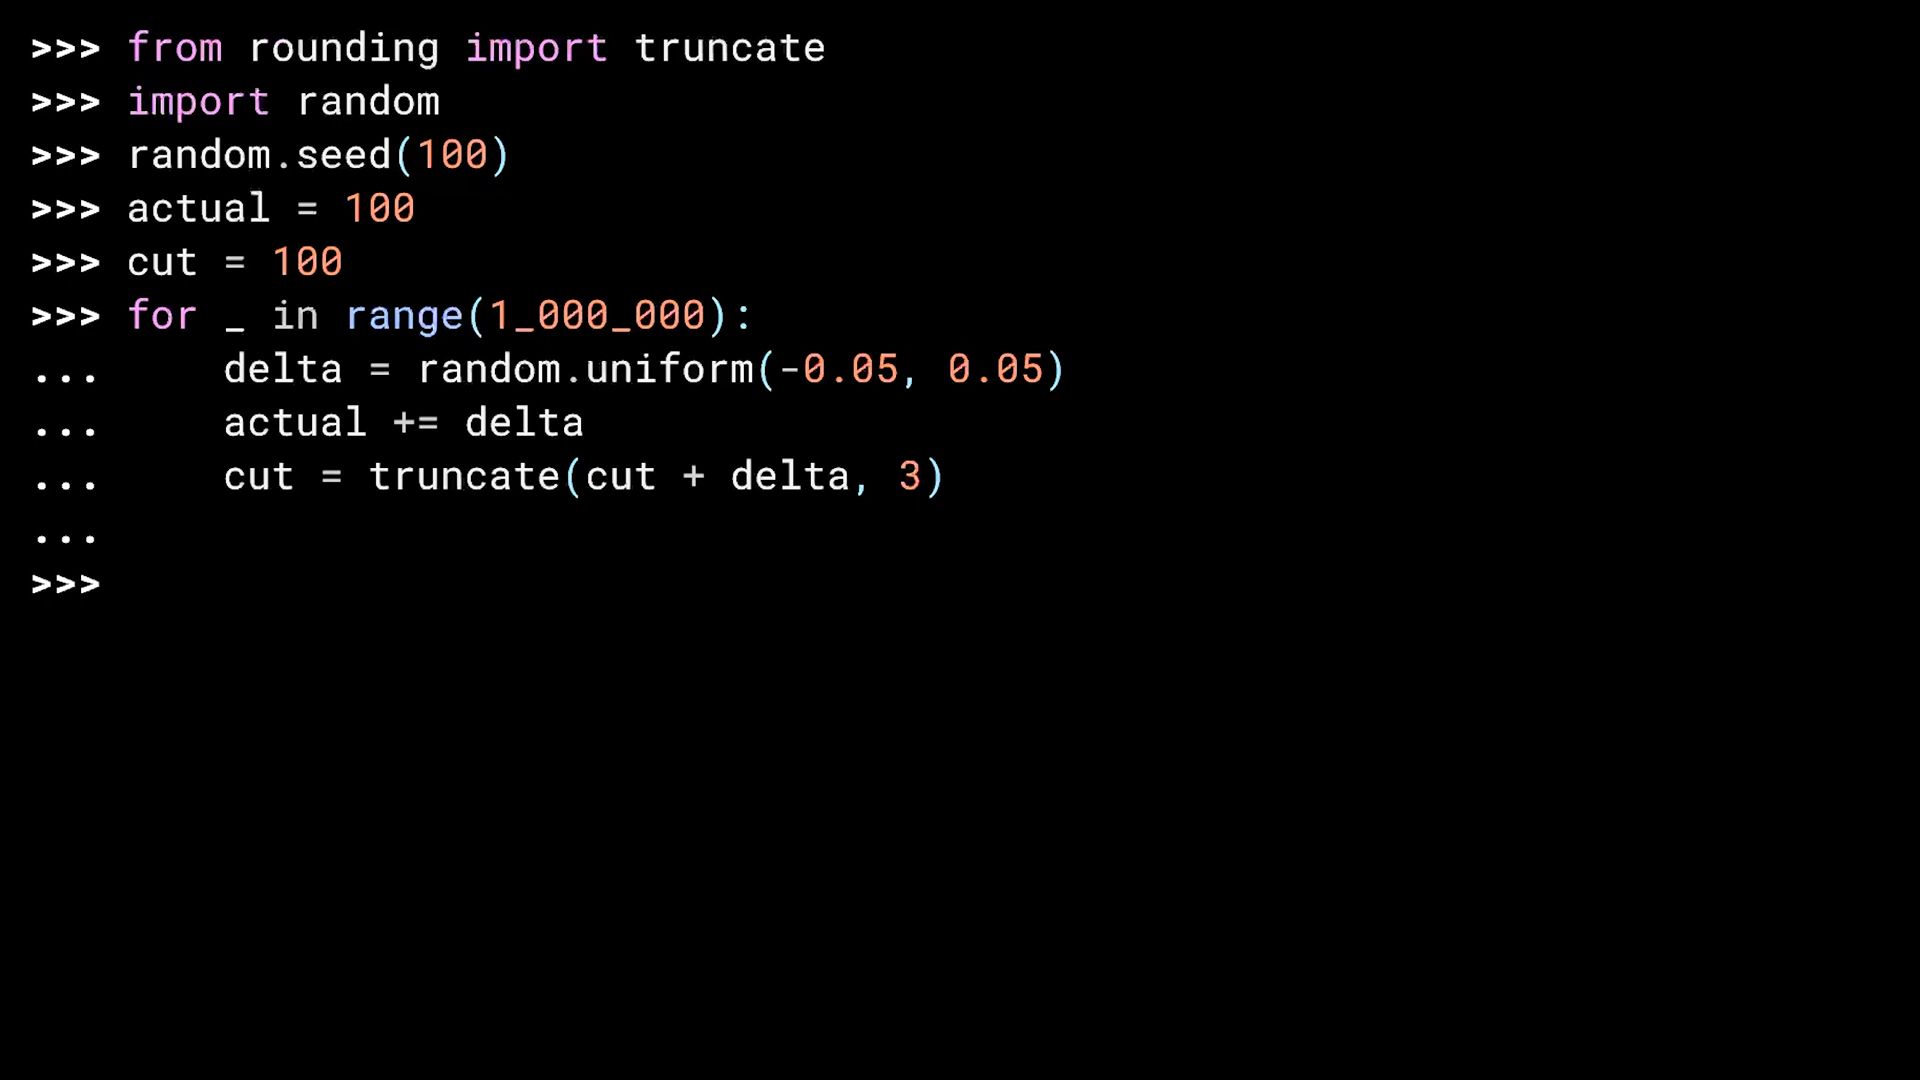 >>> from rounding import truncate
>>> import random
>>> random.seed(100)
>>> actual = 100
>>> cut = 100
>>> for _ in range(1_000_000):
...     delta = random.uniform(-0.05, 0.05)
...     actual += delta
...     cut = truncate(cut + delta, 3)
...
>>>